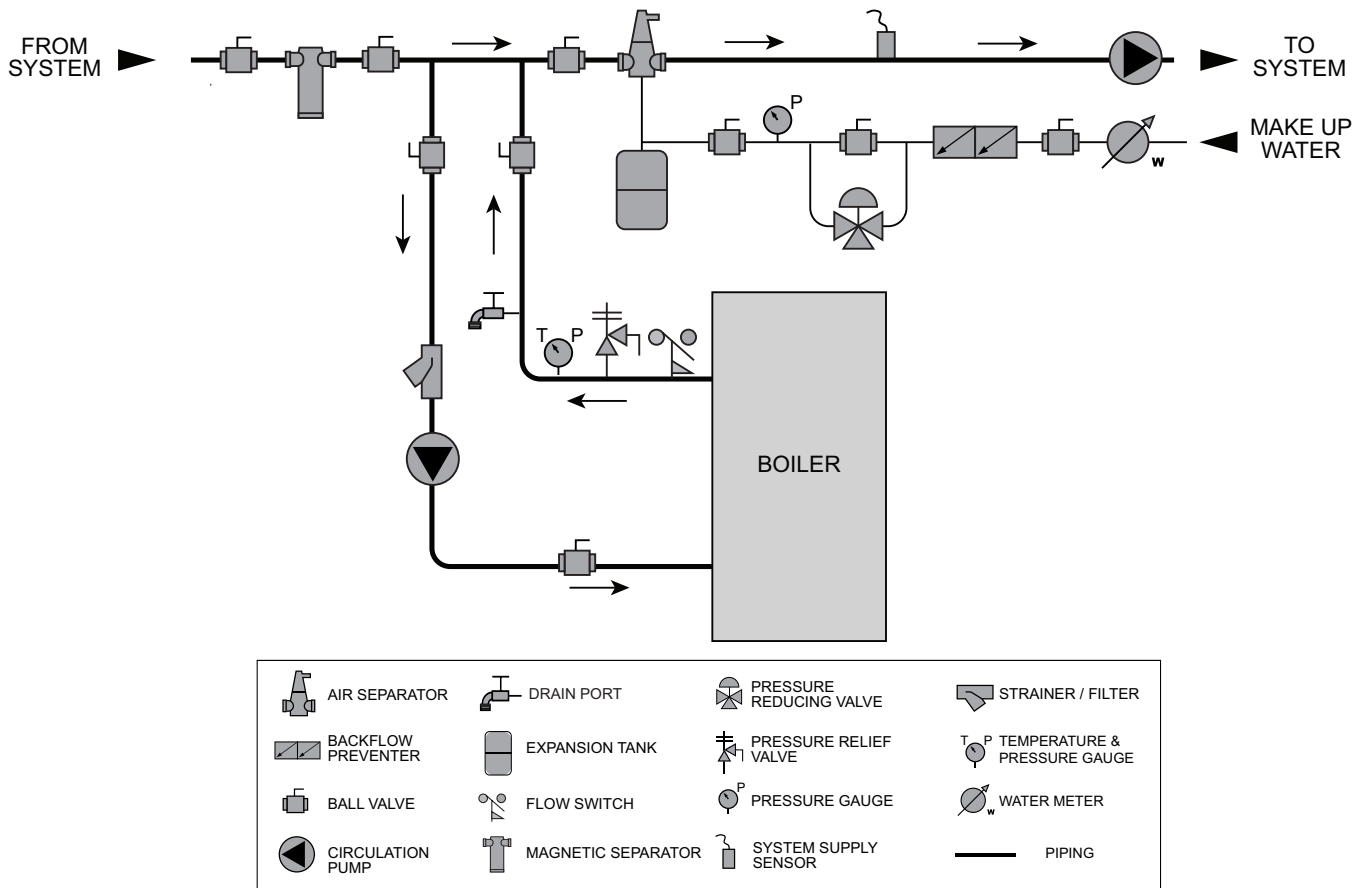 FROM
SYSTEM
TO
SYSTEM
P
MAKE UP
WATER
w
T P
BOILER
AIR SEPARATOR
DRAIN PORT
PRESSURE
REDUCING VALVE
STRAINER / FILTER
BACKFLOW
PREVENTER
EXPANSION TANK
PRESSURE RELIEF
VALVE
T P
TEMPERATURE &
PRESSURE GAUGE
BALL VALVE
FLOW SWITCH
P
PRESSURE GAUGE
w
WATER METER
CIRCULATION
PUMP
MAGNETIC SEPARATOR
SYSTEM SUPPLY
SENSOR
PIPING